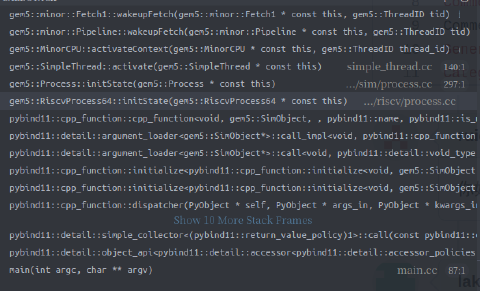 gem5::minor::Fetch1::wakeupFetch(gem5::minor::Fetch1 * const this, gem5::ThreadID tid)
gem5::minor::Pipeline::wakeupFetch(gem5::minor::Pipeline * const this, gem5::ThreadID tid)
gem5::MinorCPU::activateContext(gem5::MinorCPU * const this, gem5::ThreadID thread_id)
gem5::SimpleThread::activate(gem5::SimpleThread * const this) simple_thread.cc 140:1
gem5::Process::initState(gem5::Process * const this) .../sim/process.cc 297:1
gem5::RiscvProcess64::initState(gem5::RiscvProcess64 * const this) .../riscv/process.cc
pybind11::cpp_function::cpp_function<void, gem5::SimObject, , pybind11::name, pybind11::is_m
pybind11::detail::argument_loader<gem5::SimObject*>::call_impl<void, pybind11::cpp_function
pybind11::detail::argument_loader<gem5::SimObject*>::call<void, pybind11::detail::void_type
pybind11::cpp_function::initialize<pybind11::cpp_function::initialize<void, gem5::SimObject
pybind11::cpp_function::initialize<pybind11::cpp_function::initialize<void, gem5::SimObject
pybind11::cpp_function::dispatcher(PyObject * self, PyObject * args_in, PyObject * kwargs_in
Show 10 More Stack Frames
pybind11::detail::simple_collector<(pybind11::return_value_policy)1>::call(const pybind11::
pybind11::detail::object_api<pybind11::detail::accessor<pybind11::detail::accessor_policies
main(int argc, char ** argv) main.cc 87:1